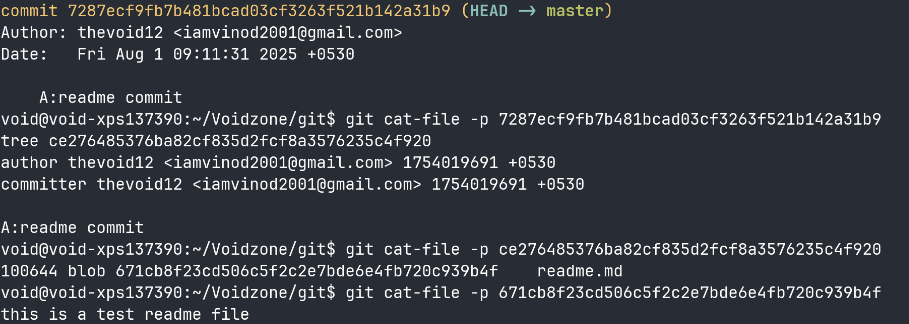 commit 7287ecf9fb7b481bcad03cf3263f521b142a31b9 (HEAD -> master)
Author: thevoid12 <iamvinod2001@gmail.com>
Date:   Fri Aug 1 09:11:31 2025 +0530

    A:readme commit
void@void-xps137390:~/Voidzone/git$ git cat-file -p 7287ecf9fb7b481bcad03cf3263f521b142a31b9
tree ce276485376ba82cf835d2fcf8a3576235c4f920
author thevoid12 <iamvinod2001@gmail.com> 1754019691 +0530
committer thevoid12 <iamvinod2001@gmail.com> 1754019691 +0530

A:readme commit
void@void-xps137390:~/Voidzone/git$ git cat-file -p ce276485376ba82cf835d2fcf8a3576235c4f920
100644 blob 671cb8f23cd506c5f2c2e7bde6e4fb720c939b4f    readme.md
void@void-xps137390:~/Voidzone/git$ git cat-file -p 671cb8f23cd506c5f2c2e7bde6e4fb720c939b4f
this is a test readme file